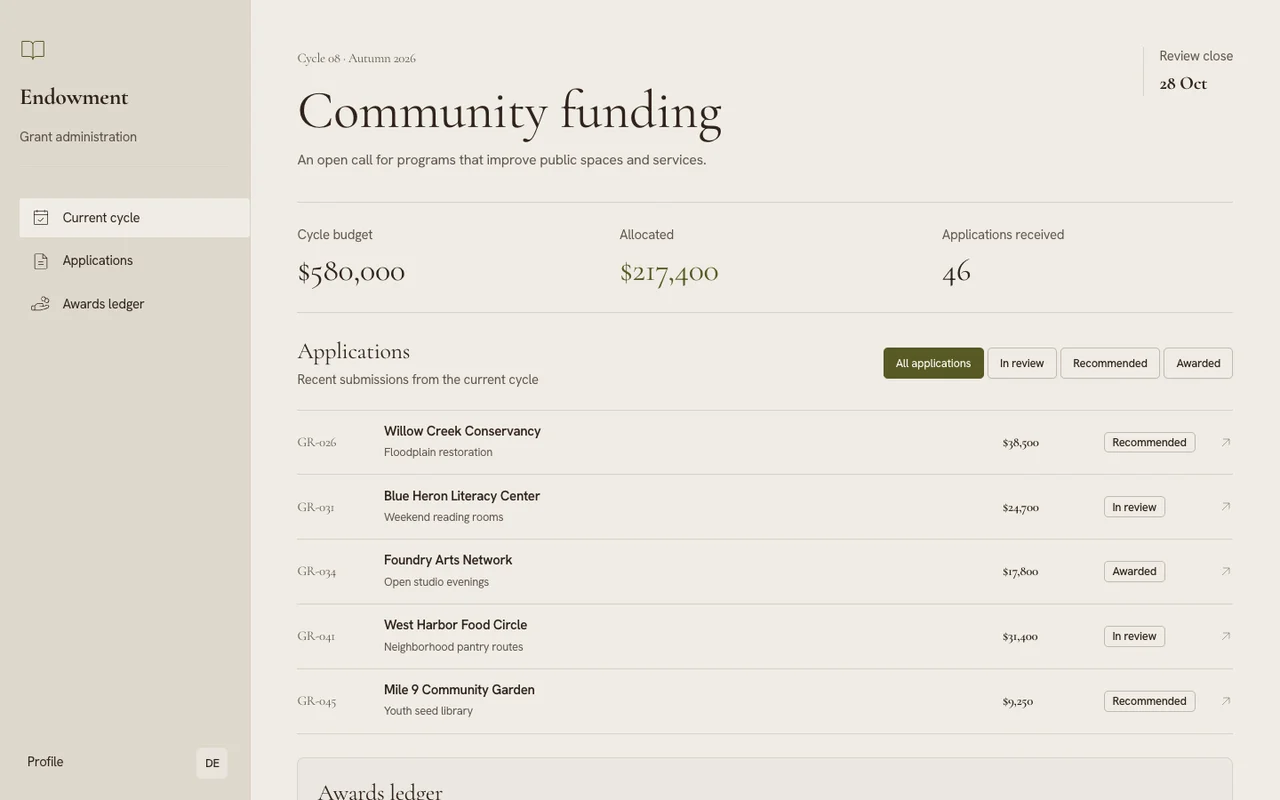 Endowment
Grant administration
Current cycle
Applications
Awards ledger
Profile
DE
Cycle 08 · Autumn 2026
Community funding
An open call for programs that improve public spaces and services.
Review close
28 Oct
Cycle budget
$580,000
Allocated
$217,400
Applications received
46
Applications
Recent submissions from the current cycle
All applications
In review
Recommended
Awarded
GR-026
Willow Creek Conservancy
Floodplain restoration
$38,500
Recommended
GR-031
Blue Heron Literacy Center
Weekend reading rooms
$24,700
In review
GR-034
Foundry Arts Network
Open studio evenings
$17,800
Awarded
GR-041
West Harbor Food Circle
Neighborhood pantry routes
$31,400
In review
GR-045
Mile 9 Community Garden
Youth seed library
$9,250
Recommended
Awards ledger